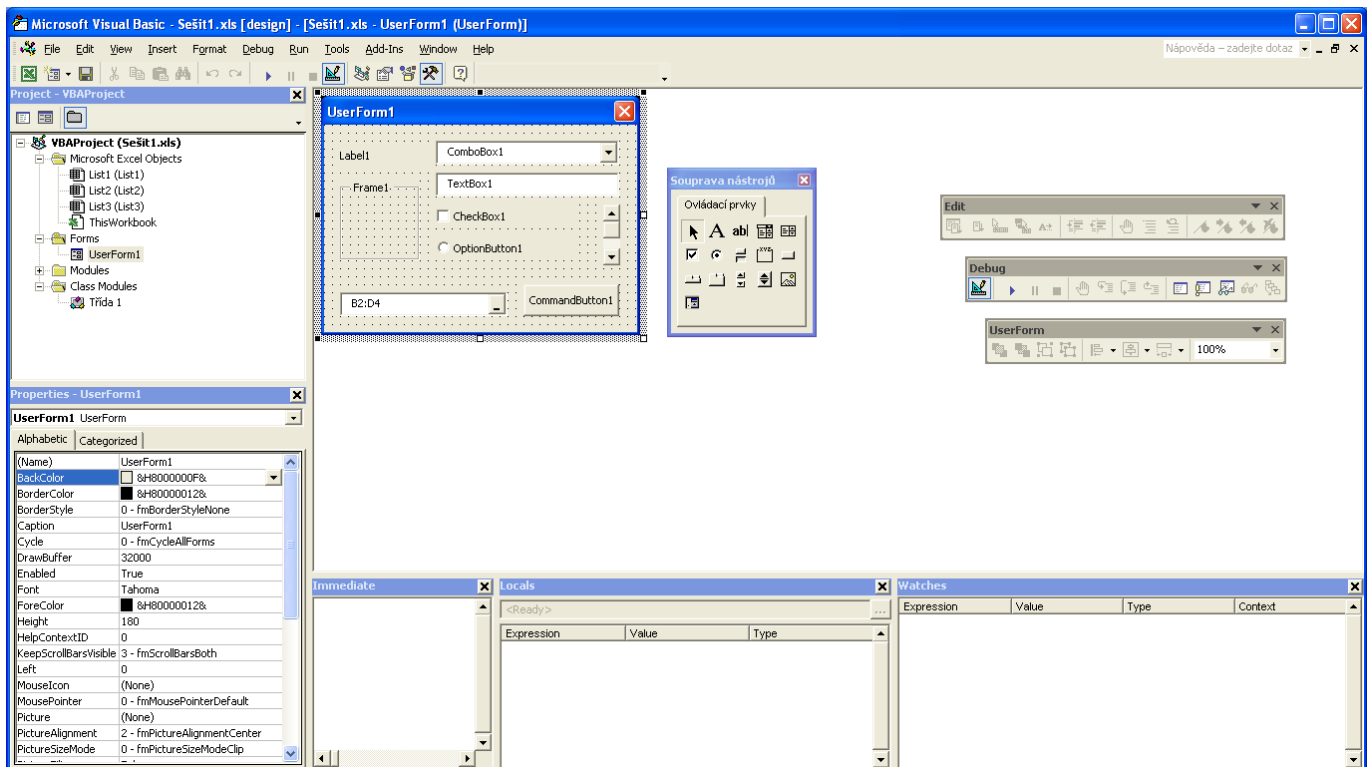 Microsoft Visual Basic - Sešit1.xls [design] - [Sešit1.xls - UserForm1 (UserForm)]
File Edit View Insert Format Debug Run Tools Add-Ins Window Help
Nápověda – zadejte dotaz
Project - VBAProject
VBAProject (Sešit1.xls)
Microsoft Excel Objects
List1 (List1)
List2 (List2)
List3 (List3)
ThisWorkbook
Forms
UserForm1
Modules
Class Modules
Třída 1
UserForm1
Label1
ComboBox1
Frame1
TextBox1
CheckBox1
OptionButton1
B2:D4
CommandButton1
Souprava nástrojů
Ovládací prvky
A ab|
XYZ
Edit
Debug
UserForm
100%
Properties - UserForm1
UserForm1 UserForm
Alphabetic Categorized
(Name) UserForm1
BackColor &H8000000F&
BorderColor &H80000012&
BorderStyle 0 - fmBorderStyleNone
Caption UserForm1
Cycle 0 - fmCycleAllForms
DrawBuffer 32000
Enabled True
Font Tahoma
ForeColor &H80000012&
Height 180
HelpContextID 0
KeepScrollBarsVisible 3 - fmScrollBarsBoth
Left 0
MouseIcon (None)
MousePointer 0 - fmMousePointerDefault
Picture (None)
PictureAlignment 2 - fmPictureAlignmentCenter
PictureSizeMode 0 - fmPictureSizeModeClip
Immediate
Locals
<Ready>
...
Expression Value Type
Watches
Expression Value Type Context